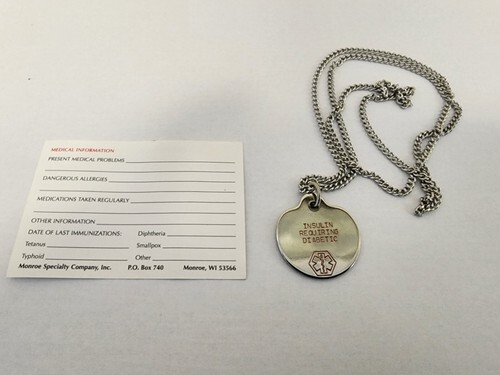 MEDICAL INFORMATION:
PRESENT MEDICAL PROBLEMS
DANGEROUS ALLERGIES
MEDICATIONS TAKEN REGULARLY
OTHER INFORMATION
DATE OF LAST IMMUNIZATIONS: Diphtheria
Tetanus Smallpox
Typhoid Other
Monroe Specialty Company, Inc. P.O. Box 740 Monroe, WI 53566
INSULIN
REQUIRING
DIABETIC